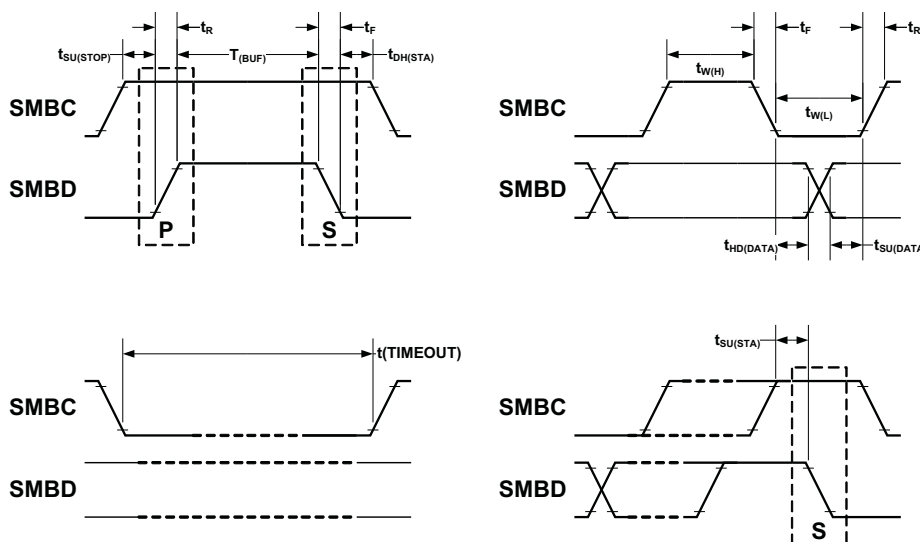 tR
tF
tSU(STOP)
T(BUF)
tDH(STA)
SMBC
SMBD
P
S
tF
tR
tW(H)
tW(L)
SMBC
SMBD
tHD(DATA)
tSU(DATA
t(TIMEOUT)
SMBC
SMBD
tSU(STA)
SMBC
SMBD
S